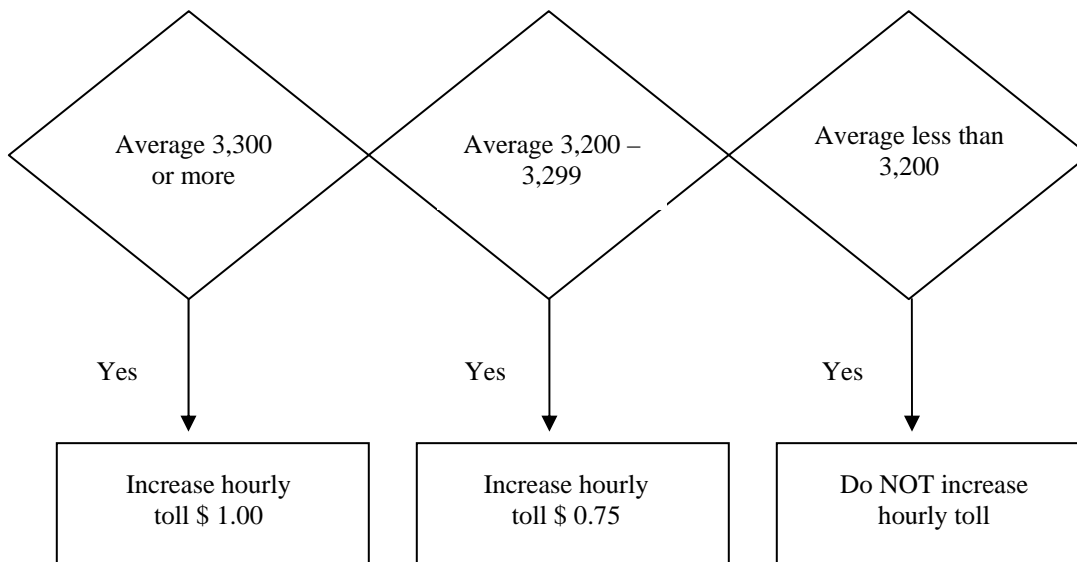 Average 3,300
or more
Average 3,200 –
3,299
Average less than
3,200
Yes
Yes
Yes
Increase hourly
toll $ 1.00
Increase hourly
toll $ 0.75
Do NOT increase
hourly toll